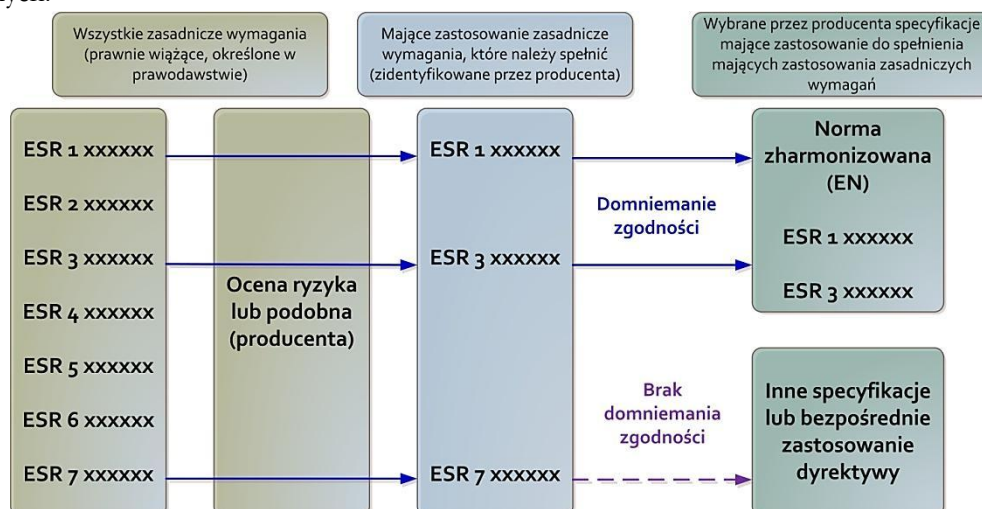 Wszystkie zasadnicze wymagania
(prawnie wiążące, określone w
prawodawstwie)
Mające zastosowanie zasadnicze
wymagania, które należy spełnić
(zidentyfikowane przez producenta)
Wybrane przez producenta specyfikacje
mające zastosowanie do spełnienia
mających zastosowania zasadniczych
wymagań
ESR 1 xxxxxx
ESR 2 xxxxxx
ESR 3 xxxxxx
ESR 4 xxxxxx
ESR 5 xxxxxx
ESR 6 xxxxxx
ESR 7 xxxxxx
Ocena ryzyka
lub podobna
(producenta)
ESR 1 xxxxxx
ESR 3 xxxxxx
ESR 7 xxxxxx
Domniemanie
zgodności
Brak
domniemania
zgodności
Norma
zharmonizowana
(EN)
ESR 1 xxxxxx
ESR 3 xxxxxx
Inne specyfikacje
lub bezpośrednie
zastosowanie
dyrektywy